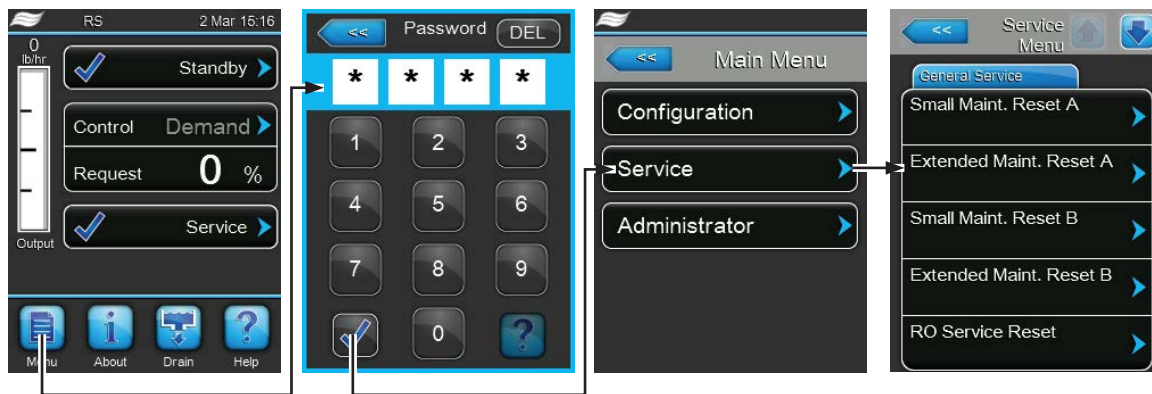 RS 2 Mar 15:16
0
lb/hr
Standby
Control Demand
Request 0 %
Service
Output
Menu About Drain Help
<< Password DEL
* * * *
1 2 3
4 5 6
7 8 9
0 ?
<< Main Menu
Configuration
Service
Administrator
<< Service
Menu
General Service
Small Maint. Reset A
Extended Maint. Reset A
Small Maint. Reset B
Extended Maint. Reset B
RO Service Reset